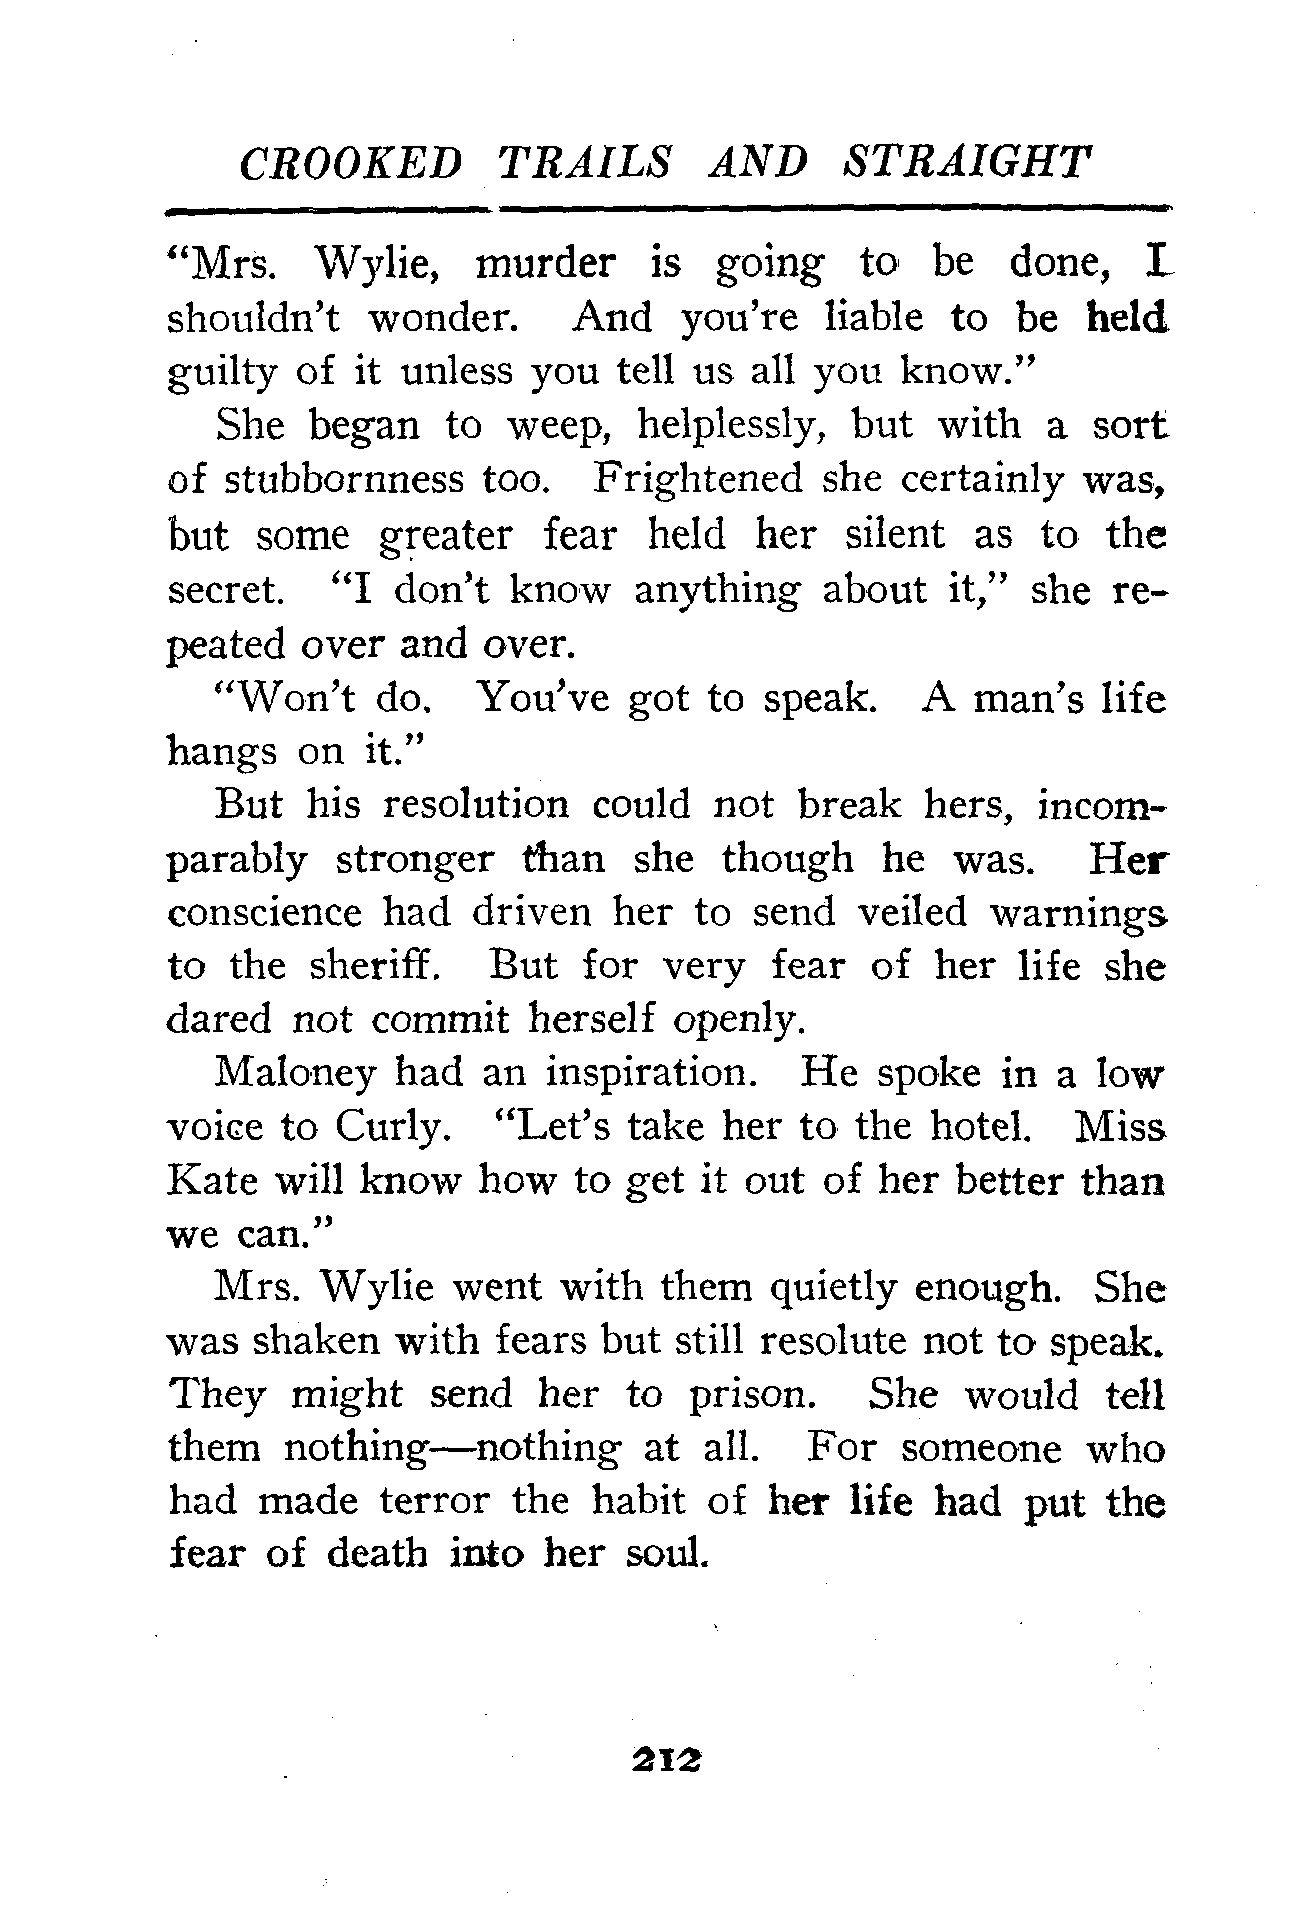 CROOKED TRAILS AND STRAIGHT
“Mrs. Wylie, murder is going to be done, I
shouldn’t wonder. And you’re liable to be held
guilty of it unless you tell us all you know.”
She began to weep, helplessly, but with a sort
of stubbornness too. Frightened she certainly was,
but some greater fear held her silent as to the
secret. “I don’t know anything about it,” she re-
peated over and over.
“Won’t do. You’ve got to speak. A man’s life
hangs on it.”
But his resolution could not break hers, incom-
parably stronger than she though he was. Her
conscience had driven her to send veiled warnings
to the sheriff. But for very fear of her life she
dared not commit herself openly.
Maloney had an inspiration. He spoke in a low
voice to Curly. “Let’s take her to the hotel. Miss
Kate will know how to get it out of her better than
we can.”
Mrs. Wylie went with them quietly enough. She
was shaken with fears but still resolute not to speak.
They might send her to prison. She would tell
them nothing—nothing at all. For someone who
had made terror the habit of her life had put the
fear of death into her soul.
212